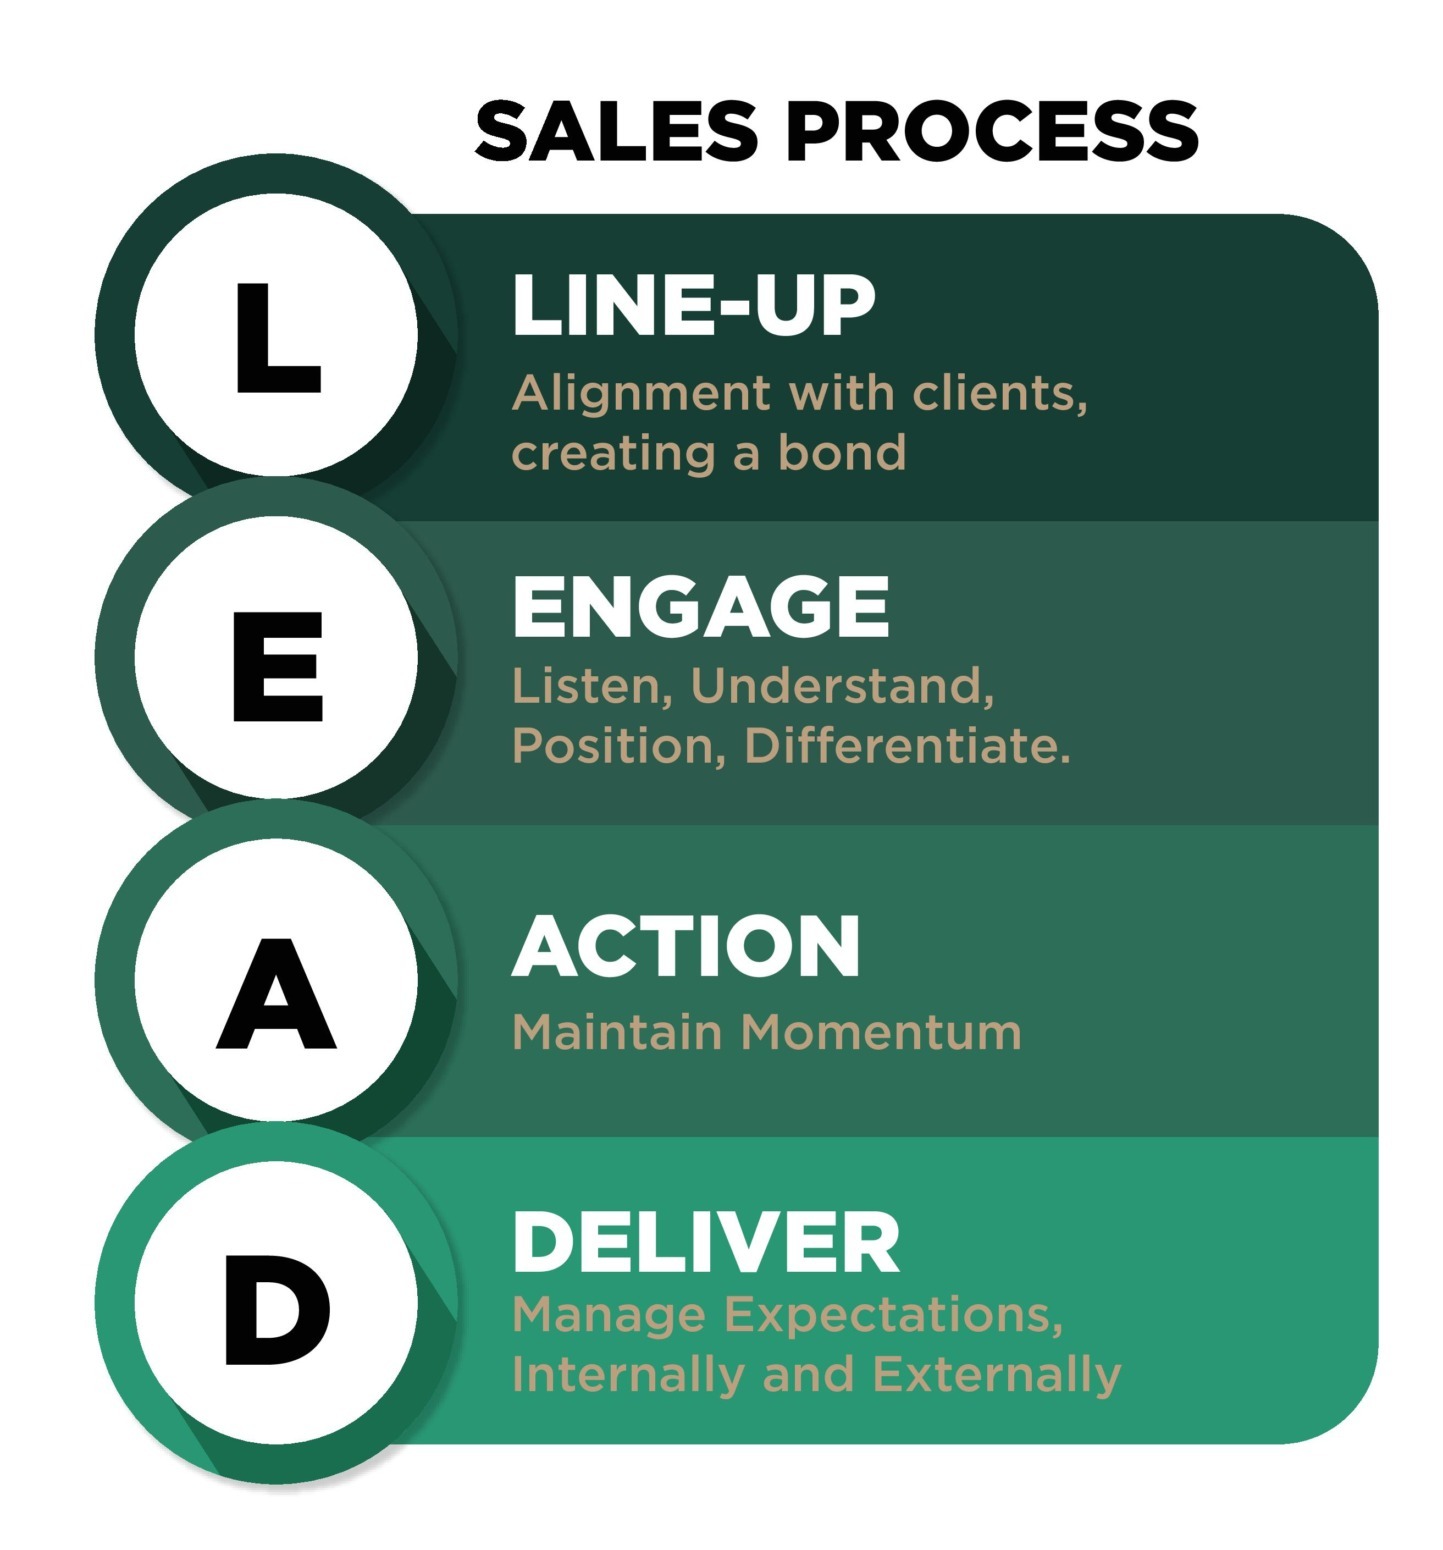 SALES PROCESS
L
LINE-UP
Alignment with clients,
creating a bond
E
ENGAGE
Listen, Understand,
Position, Differentiate.
A
ACTION
Maintain Momentum
D
DELIVER
Manage Expectations,
Internally and Externally